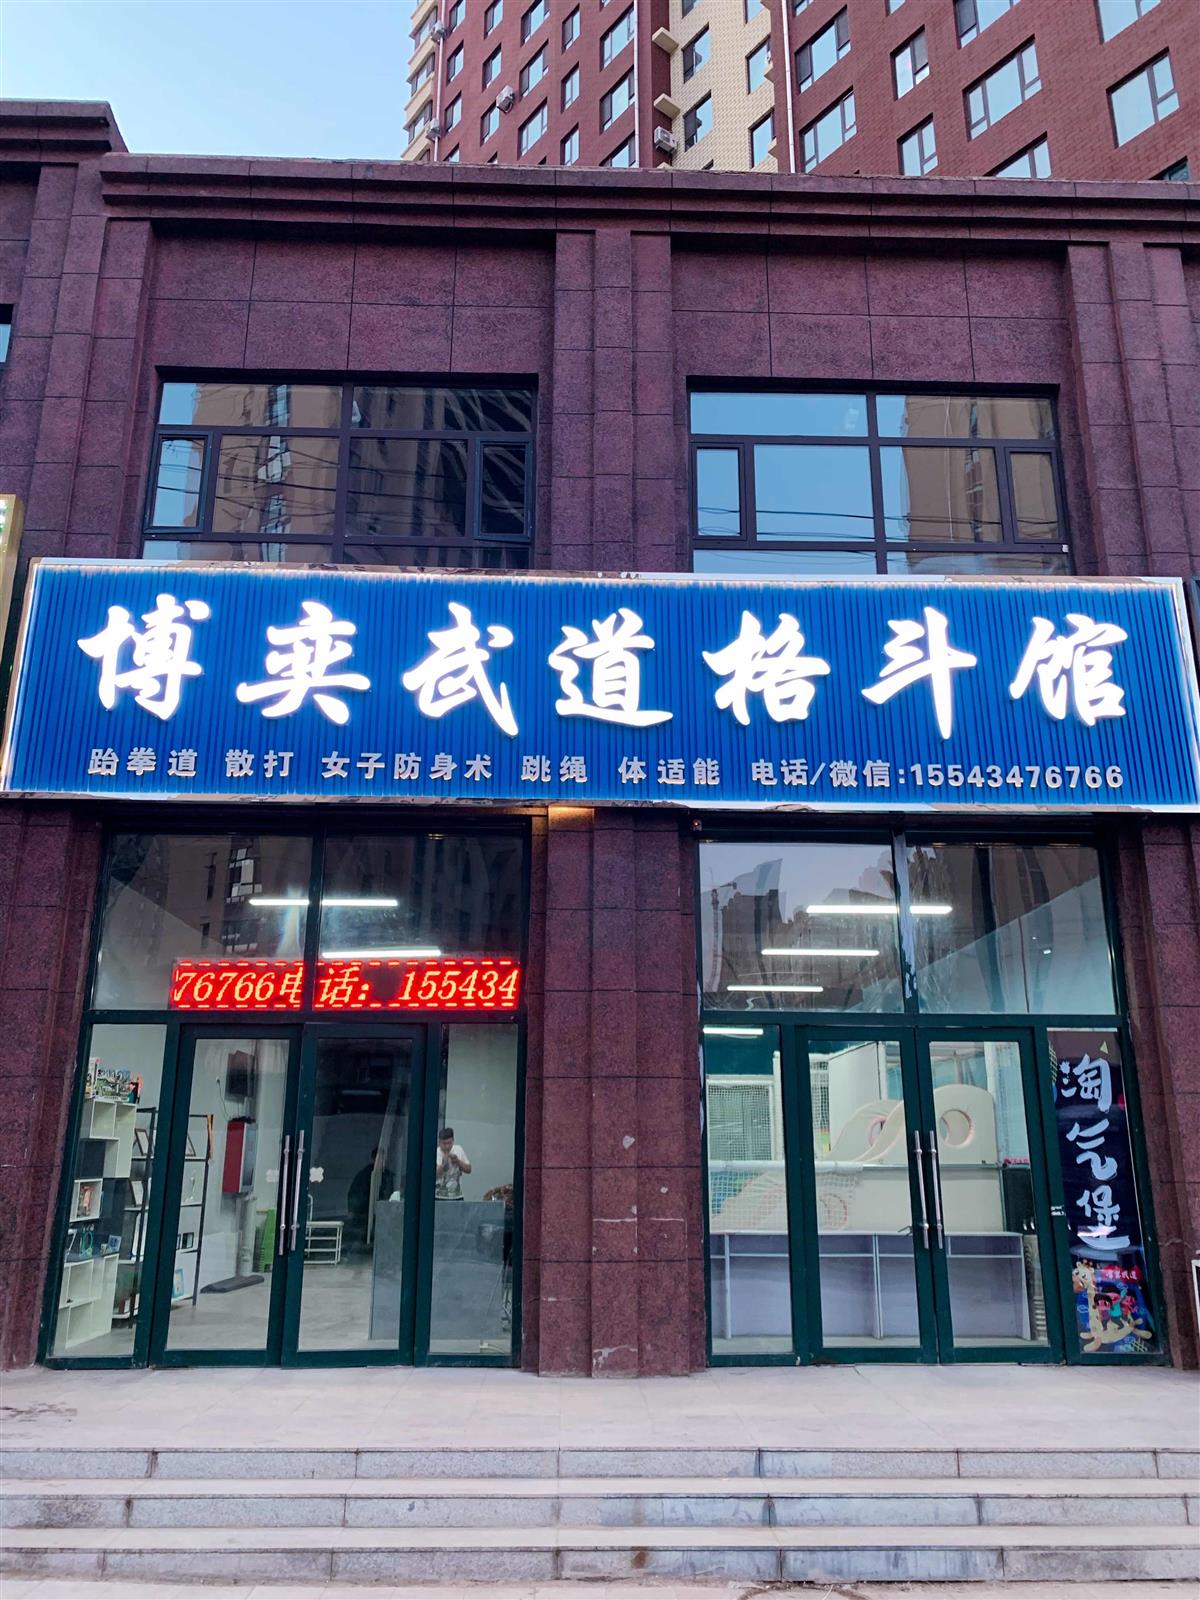 博奕武道格斗馆
跆拳道 散打 女子防身术 跳绳 体适能 电话/微信:15543476766
76766电话：155434
淘气堡